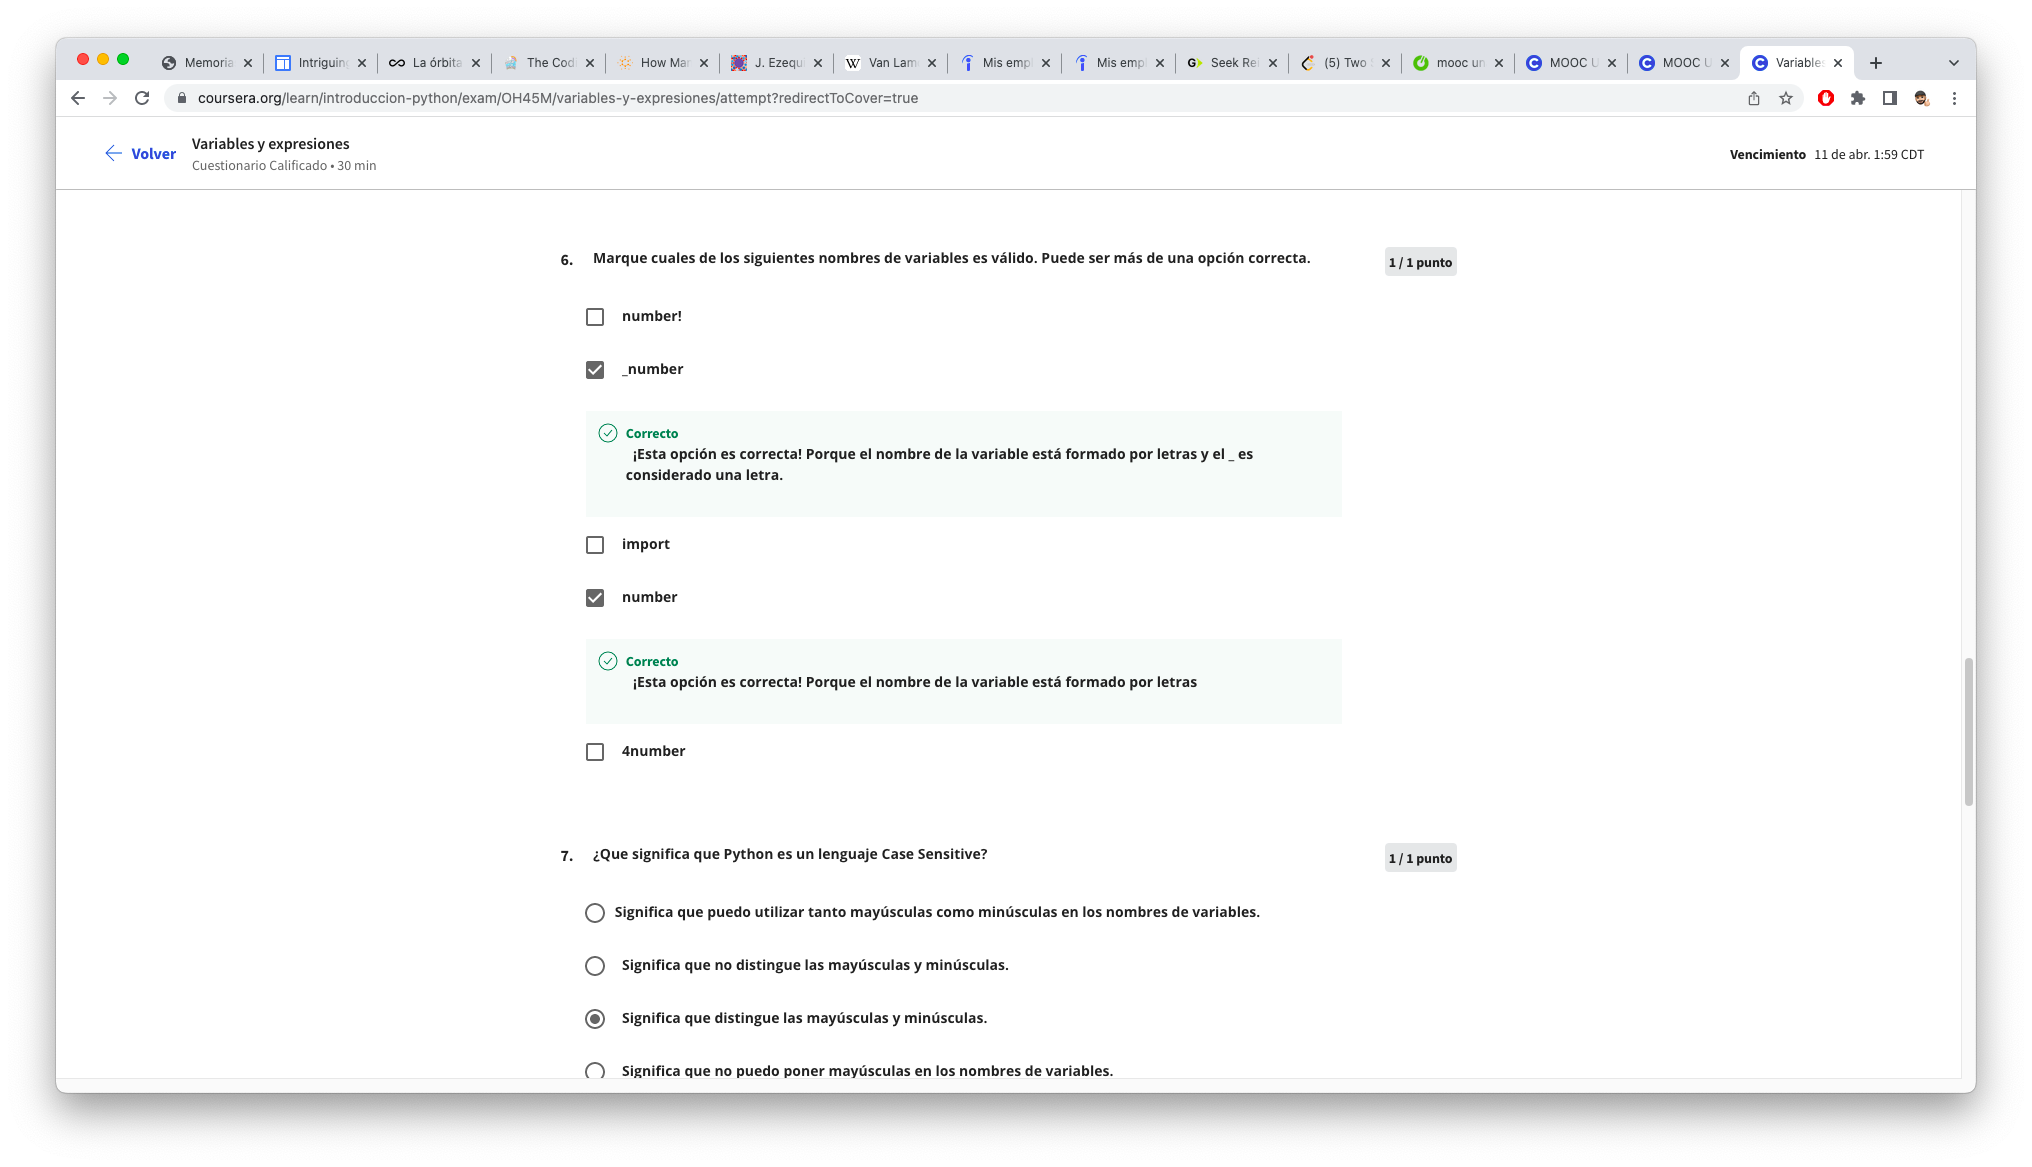 Memoria
Intriguin
La órbita
The Codi
How Mar
J. Ezequi
W Van Lam
Mis empl
Mis empl
G Seek Rei
(5) Two
mooc un
MOOC U
MOOC U
Variables
coursera.org/learn/introduccion-python/exam/OH45M/variables-y-expresiones/attempt?redirectToCover=true
Volver
Variables y expresiones
Cuestionario Calificado • 30 min
Vencimiento 11 de abr. 1:59 CDT
6. Marque cuales de los siguientes nombres de variables es válido. Puede ser más de una opción correcta.
1 / 1 punto
number!
_number
Correcto
¡Esta opción es correcta! Porque el nombre de la variable está formado por letras y el _ es
considerado una letra.
import
number
Correcto
¡Esta opción es correcta! Porque el nombre de la variable está formado por letras
4number
7. ¿Que significa que Python es un lenguaje Case Sensitive?
1 / 1 punto
Significa que puedo utilizar tanto mayúsculas como minúsculas en los nombres de variables.
Significa que no distingue las mayúsculas y minúsculas.
Significa que distingue las mayúsculas y minúsculas.
Significa que no puedo poner mayúsculas en los nombres de variables.